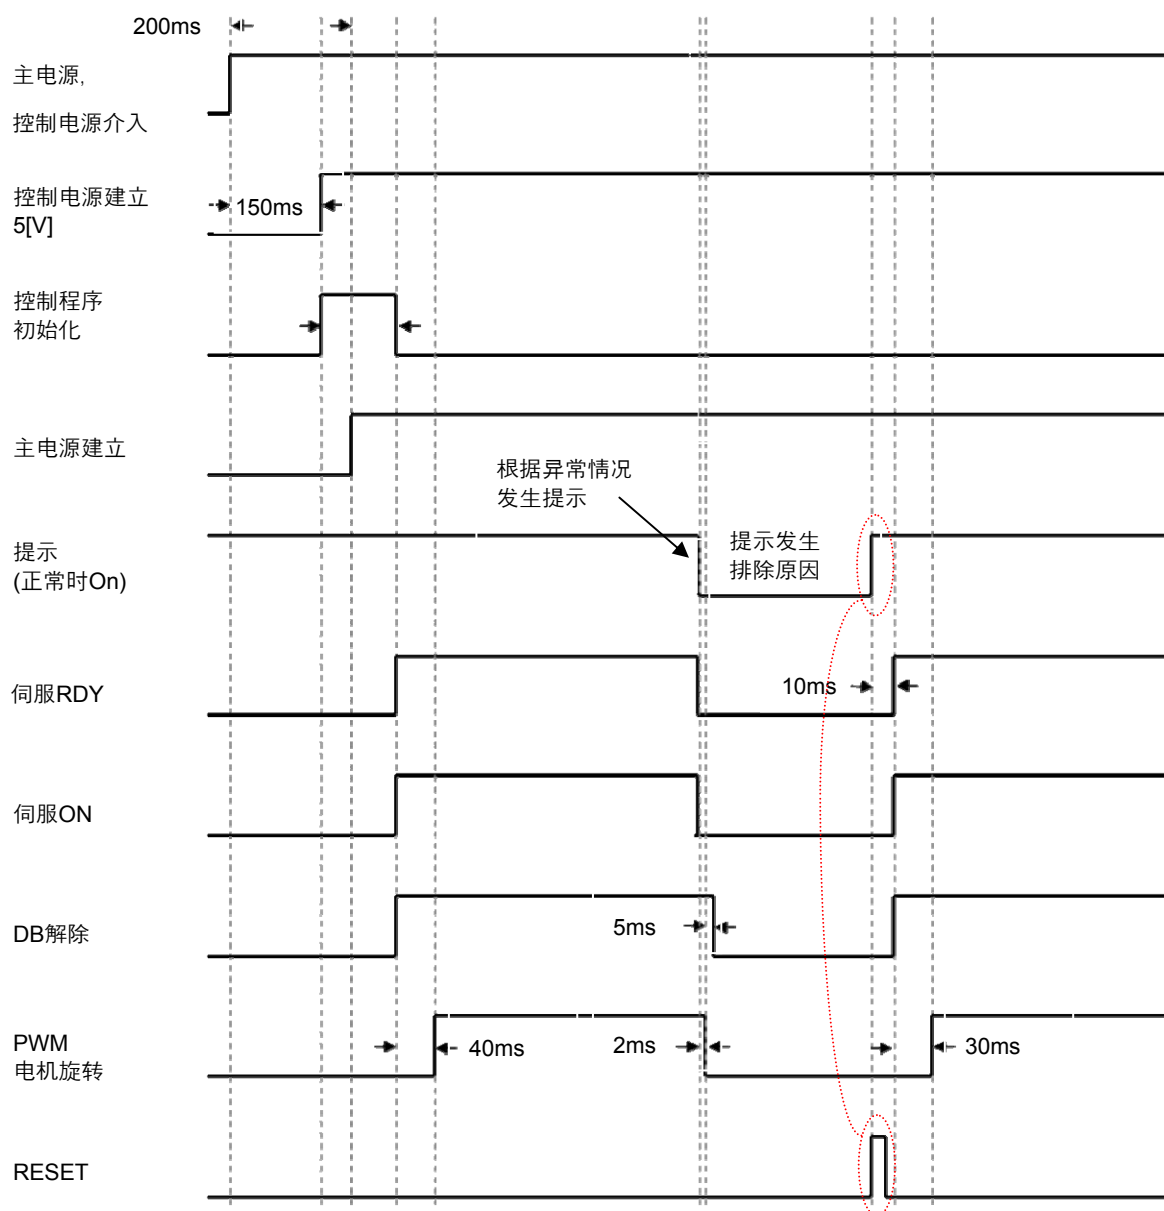 200ms
主电源,
控制电源介入
控制电源建立
5[V]
150ms
控制程序
初始化
主电源建立
根据异常情况
发生提示
提示
(正常时On)
提示发生
排除原因
伺服RDY
10ms
伺服ON
DB解除
5ms
PWM
电机旋转
40ms
2ms
30ms
RESET